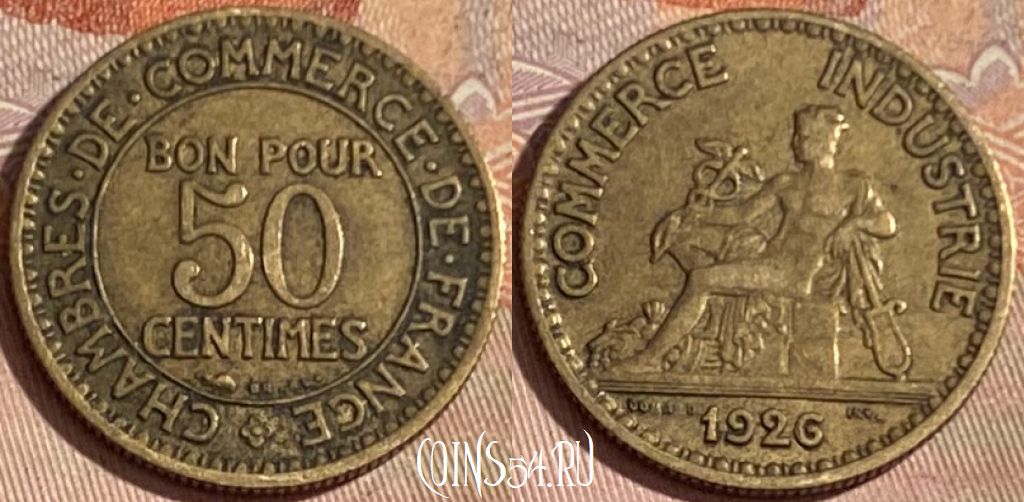 CHAMBRES · DE · COMMERCE · DE · FRANCE
BON POUR
50
CENTIMES
COMMERCE INDUSTRIE
1926
COINS54.RU